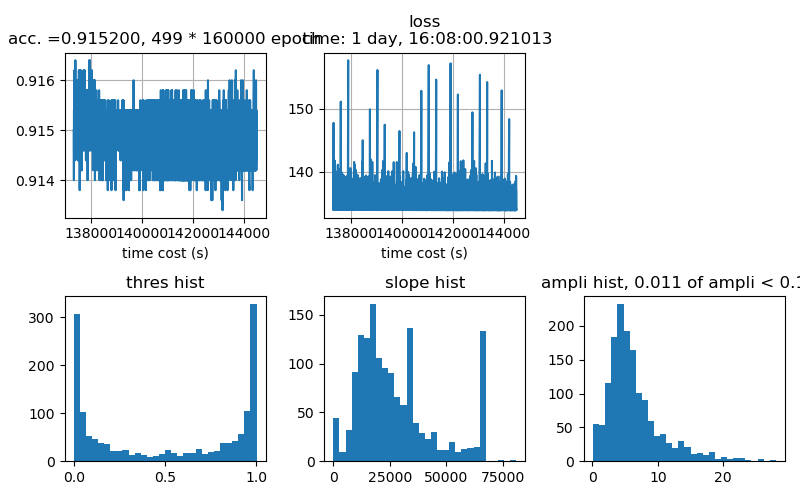 loss
acc. =0.915200, 499 * 160000 epoch
time: 1 day, 16:08:00.921013
0.916
0.915
0.914
138000 140000 142000 144000
time cost (s)
150
140
138000 140000 142000 144000
time cost (s)
thres hist
300
200
100
0
0.0 0.5 1.0
slope hist
150
100
50
0
0 25000 50000 75000
ampli hist, 0.011 of ampli < 0.1
200
150
100
50
0
0 10 20